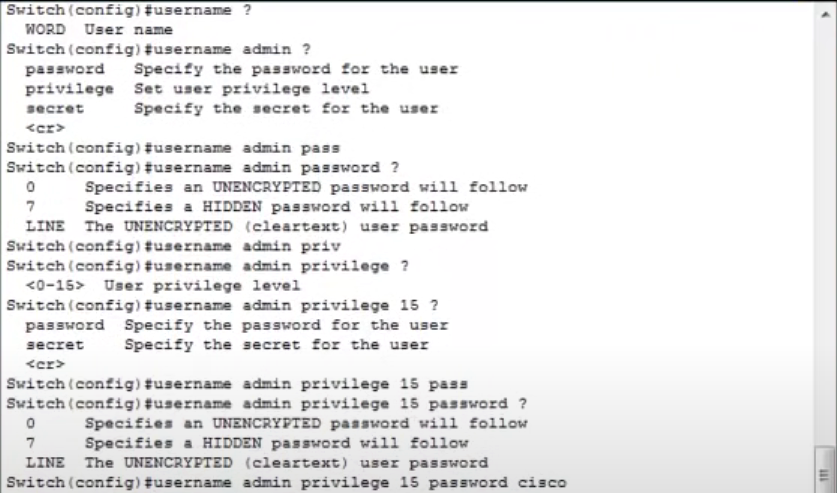 Switch(config)#username ?
WORD User name
Switch(config)#username admin ?
password Specify the password for the user
privilege Set user privilege level
secret Specify the secret for the user
<cr>
Switch(config)#username admin pass
Switch(config)#username admin password ?
0 Specifies an UNENCRYPTED password will follow
7 Specifies a HIDDEN password will follow
LINE The UNENCRYPTED (cleartext) user password
Switch(config)#username admin priv
Switch(config)#username admin privilege ?
<0-15> User privilege level
Switch(config)#username admin privilege 15 ?
password Specify the password for the user
secret Specify the secret for the user
<cr>
Switch(config)#username admin privilege 15 pass
Switch(config)#username admin privilege 15 password ?
0 Specifies an UNENCRYPTED password will follow
7 Specifies a HIDDEN password will follow
LINE The UNENCRYPTED (cleartext) user password
Switch(config)#username admin privilege 15 password cisco